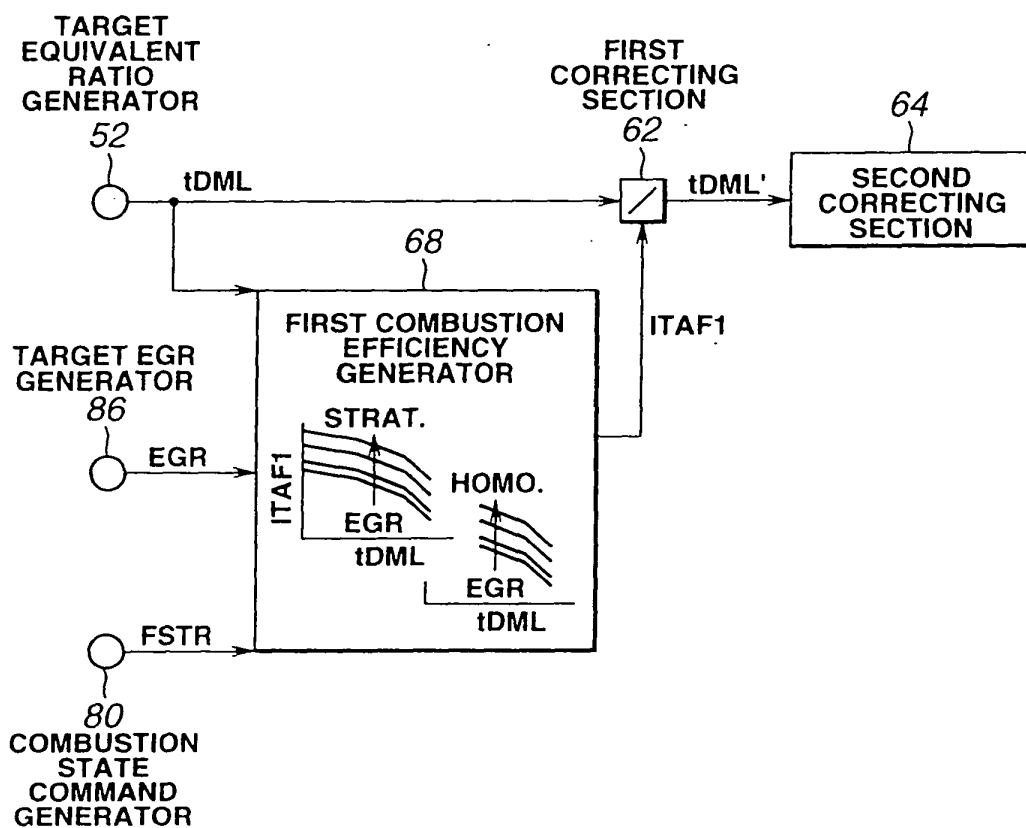 TARGET
EQUIVALENT
RATIO
GENERATOR
52
tDML
FIRST
CORRECTING
SECTION
62
tDML'
64
SECOND
CORRECTING
SECTION
68
FIRST COMBUSTION
EFFICIENCY
GENERATOR
ITAF1
TARGET EGR
GENERATOR
86
EGR
STRAT.
ITAF1
EGR
tDML
HOMO.
EGR
tDML
FSTR
80
COMBUSTION
STATE
COMMAND
GENERATOR